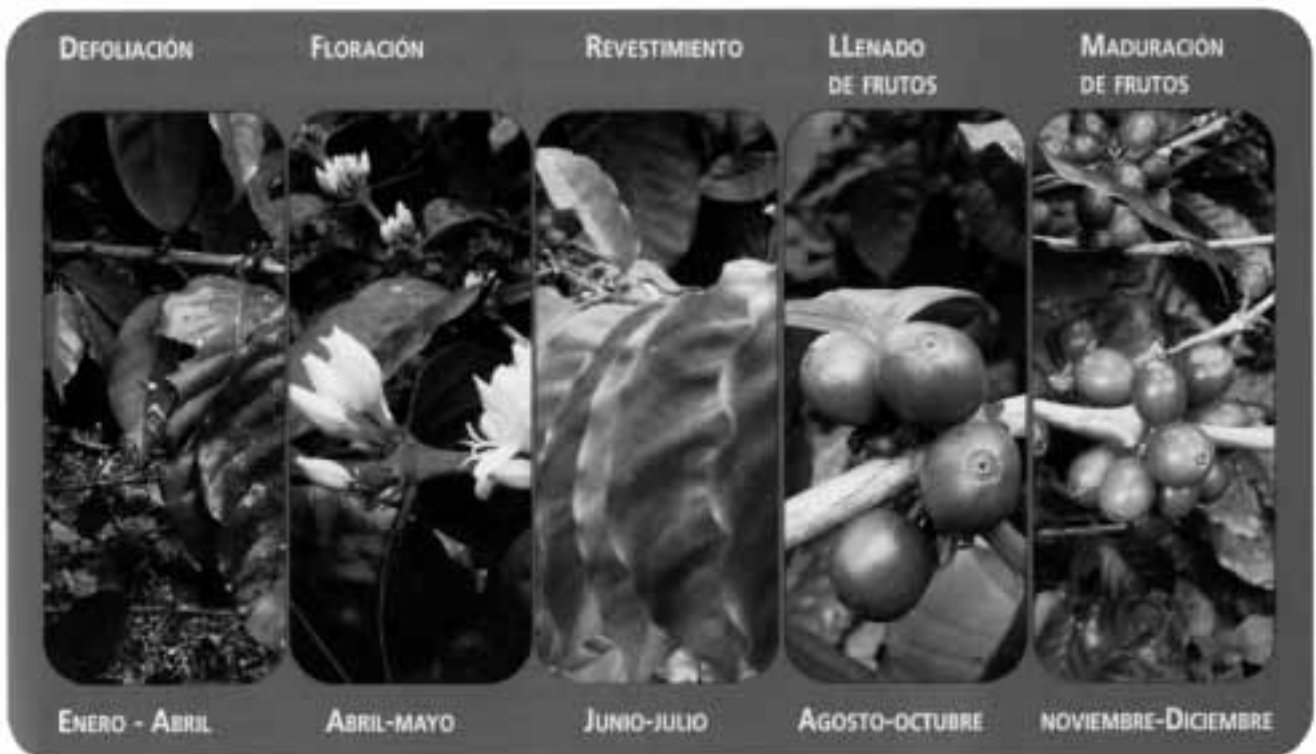 Defoliación
Floración
Revestimiento
LLenado
de frutos
Maduración
de frutos
Enero - Abril
Abril-mayo
Junio-julio
Agosto-octubre
noviembre-Diciembre